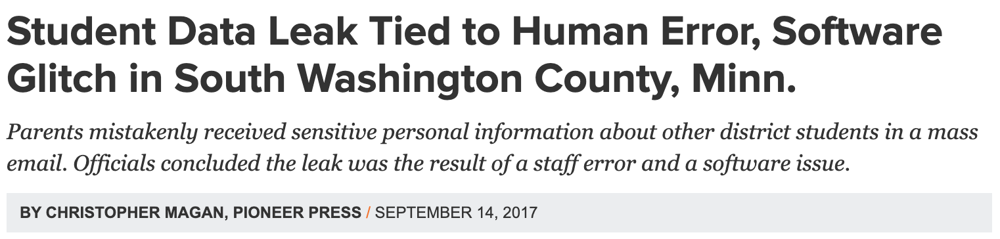 Student Data Leak Tied to Human Error, Software
Glitch in South Washington County, Minn.
Parents mistakenly received sensitive personal information about other district students in a mass
email. Officials concluded the leak was the result of a staff error and a software issue.
BY CHRISTOPHER MAGAN, PIONEER PRESS / SEPTEMBER 14, 2017